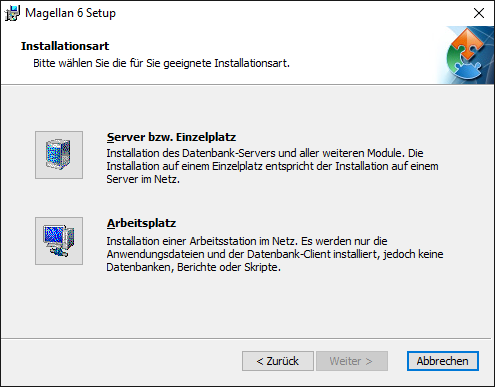 Magellan 6 Setup
Installationsart
Bitte wählen Sie die für Sie geeignete Installationsart.
Server bzw. Einzelplatz
Installation des Datenbank-Servers und aller weiteren Module. Die
Installation auf einem Einzelplatz entspricht der Installation auf einem
Server im Netz.
Arbeitsplatz
Installation einer Arbeitsstation im Netz. Es werden nur die
Anwendungsdateien und der Datenbank-Client installiert, jedoch keine
Datenbanken, Berichte oder Skripte.
< Zurück
Weiter >
Abbrechen